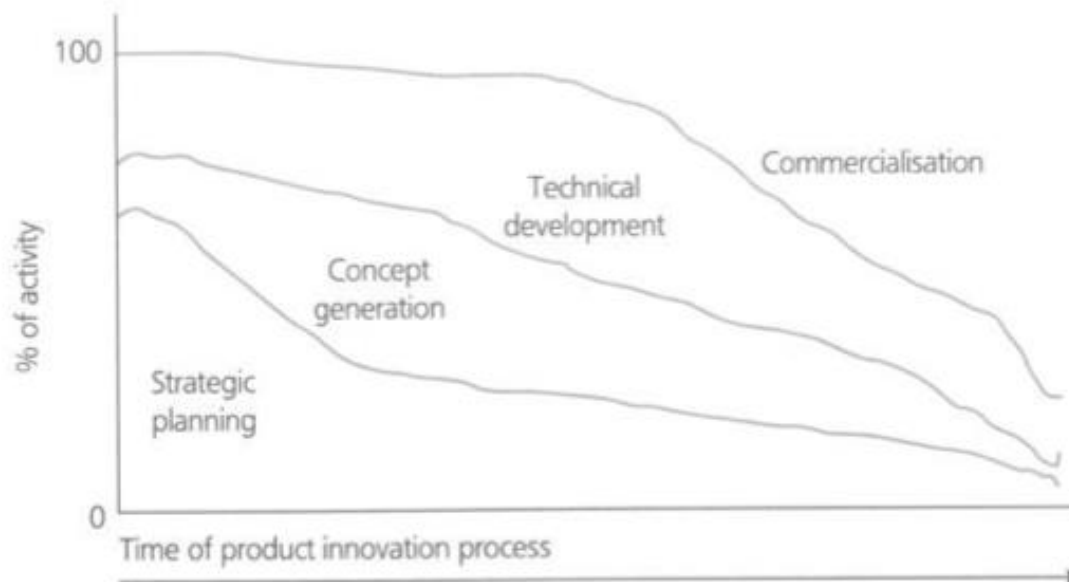 100
Commercialisation
Technical
development
Concept
generation
% of activity
Strategic
planning
0
Time of product innovation process